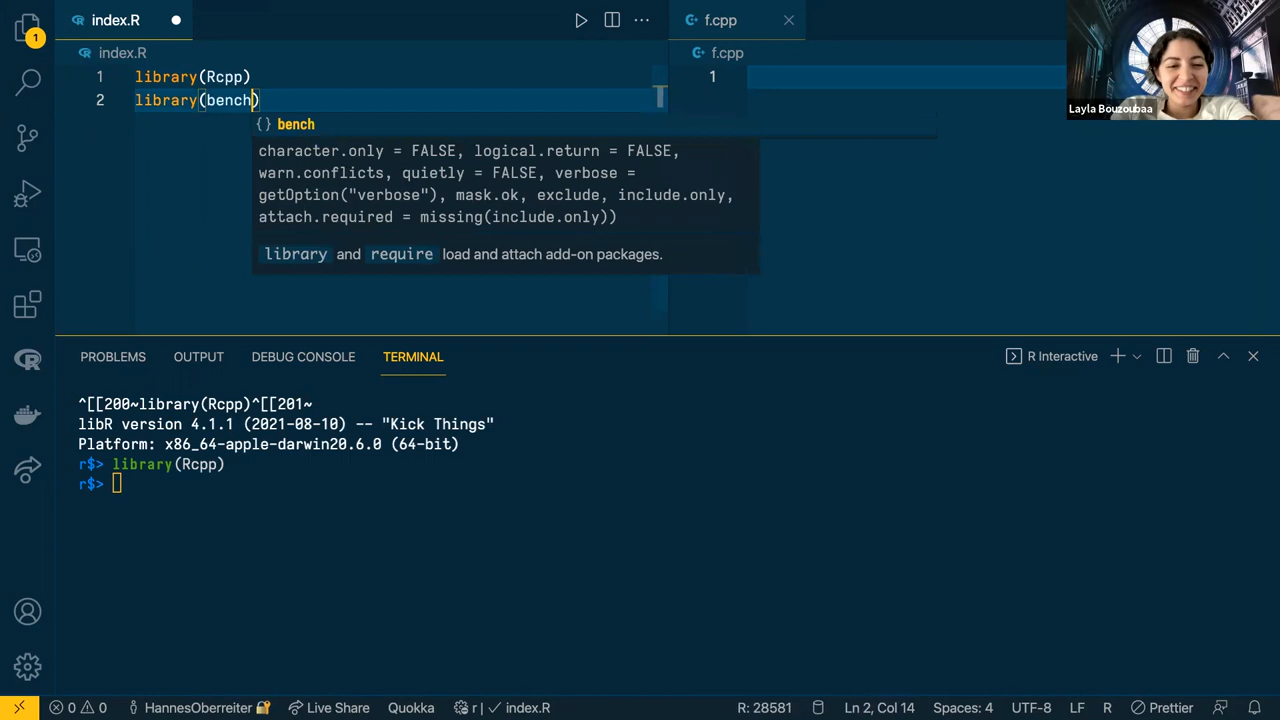 index.R
f.cpp
1
index.R
f.cpp
Layla Bouzoubaa
1 library(Rcpp)
2 library(bench)
1
{} bench
character.only = FALSE, logical.return = FALSE,
warn.conflicts, quietly = FALSE, verbose =
getOption("verbose"), mask.ok, exclude, include.only,
attach.required = missing(include.only))
library and require load and attach add-on packages.
PROBLEMS OUTPUT DEBUG CONSOLE TERMINAL
R Interactive
^[[200~library(Rcpp)^[[201~
libR version 4.1.1 (2021-08-10) -- "Kick Things"
Platform: x86_64-apple-darwin20.6.0 (64-bit)
r$> library(Rcpp)
r$>
0 0 HannesOberreiter Live Share Quokka r | ✓ index.R R: 28581 Ln 2, Col 14 Spaces: 4 UTF-8 LF R Prettier